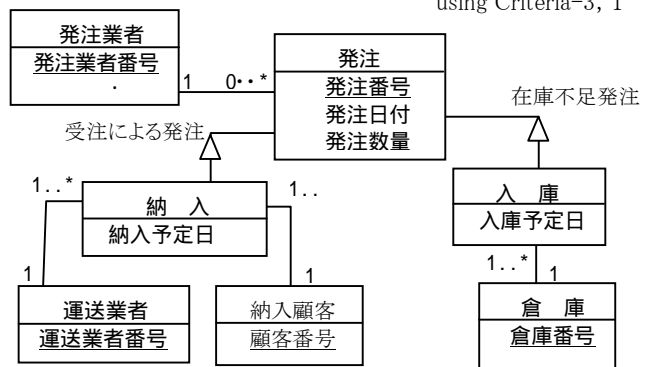 using Criteria-3, 1
発注業者
発注業者番号
.
1
0‥*
発注
発注番号
発注日付
発注数量
受注による発注
在庫不足発注
1..*
納 入
納入予定日
1..
入 庫
入庫予定日
1
1
1..*
1
運送業者
運送業者番号
納入顧客
顧客番号
倉 庫
倉庫番号